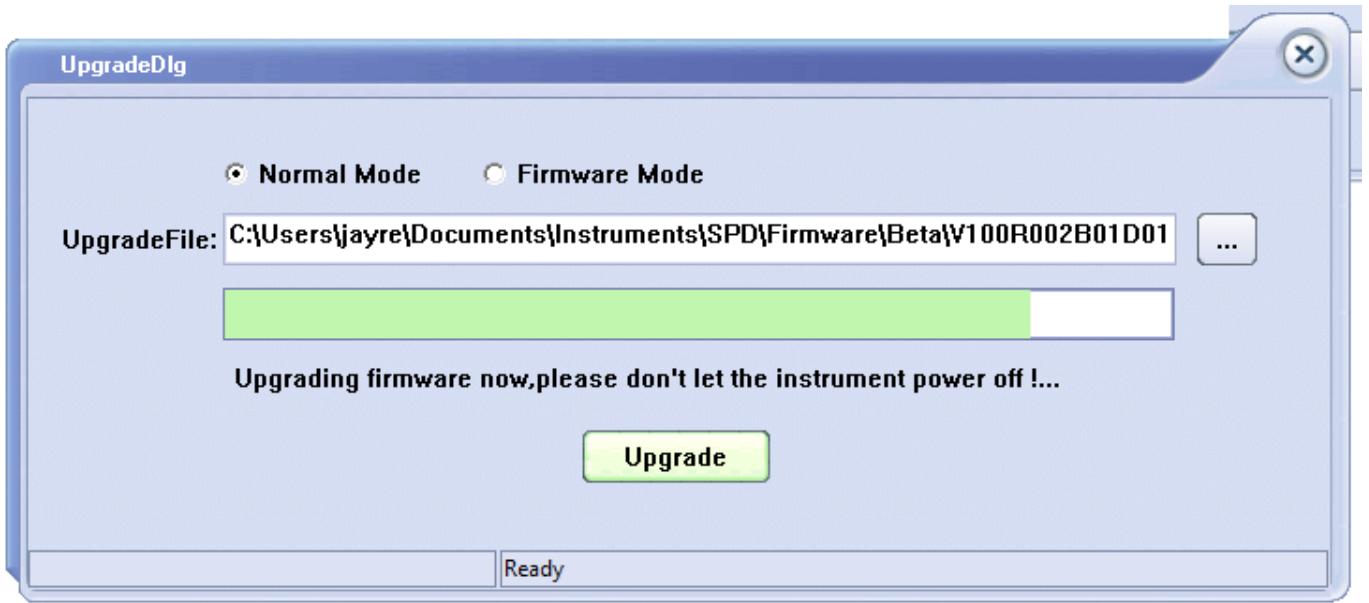 UpgradeDlg
Normal Mode Firmware Mode
UpgradeFile: C:\Users\jayre\Documents\Instruments\SPD\Firmware\Beta\V100R002B01D01 ...
Upgrading firmware now,please don't let the instrument power off !...
Upgrade
Ready